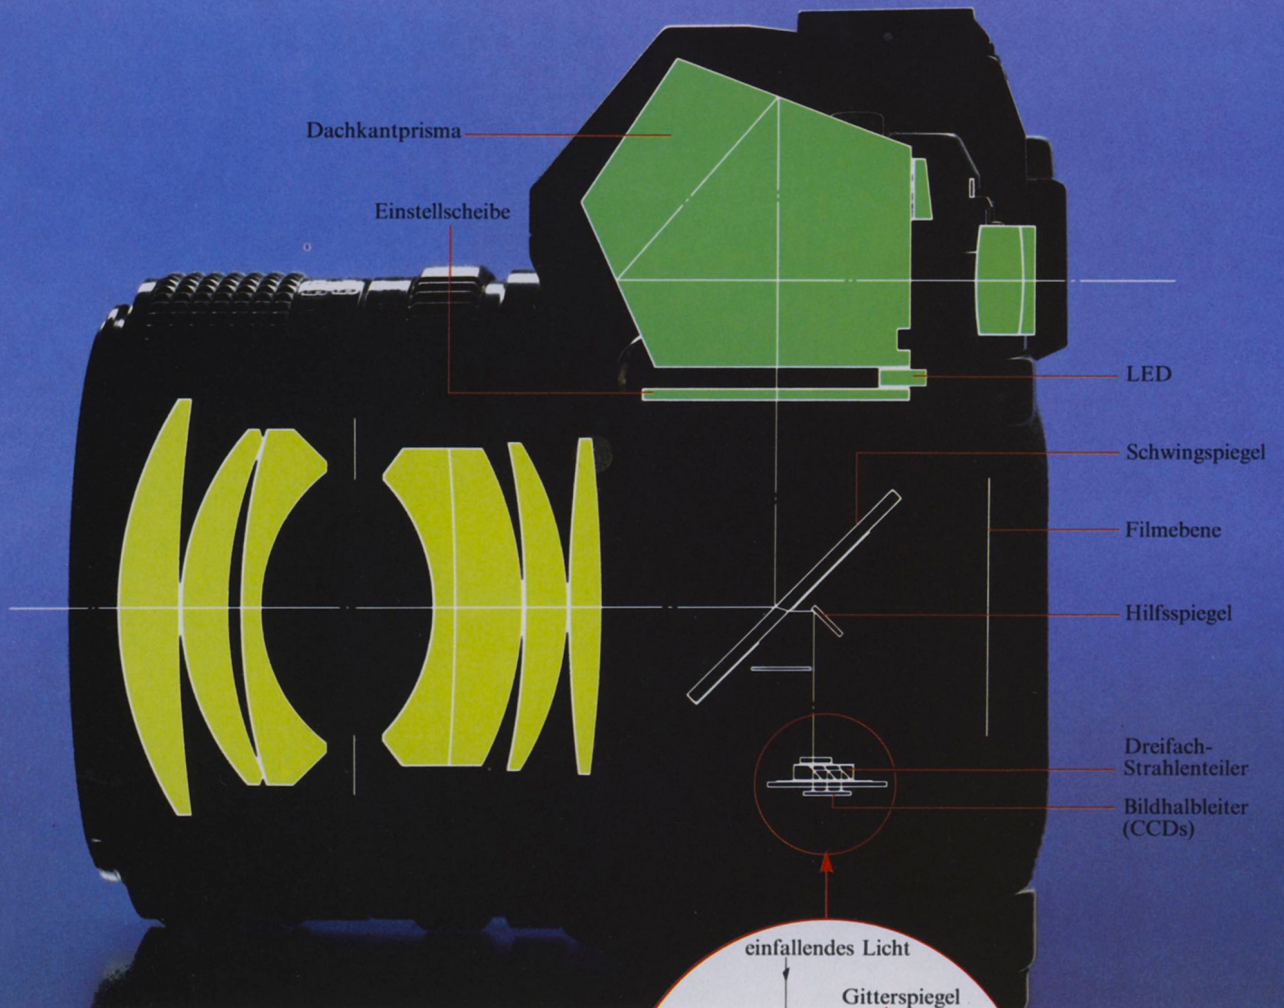 Dachkantprisma
Einstellscheibe
LED
Schwingspiegel
Filmebene
Hilfsspiegel
Dreifach-
Strahlenteiler
Bildhalbleiter
(CCDs)
einfallendes Licht
Gitterspiegel